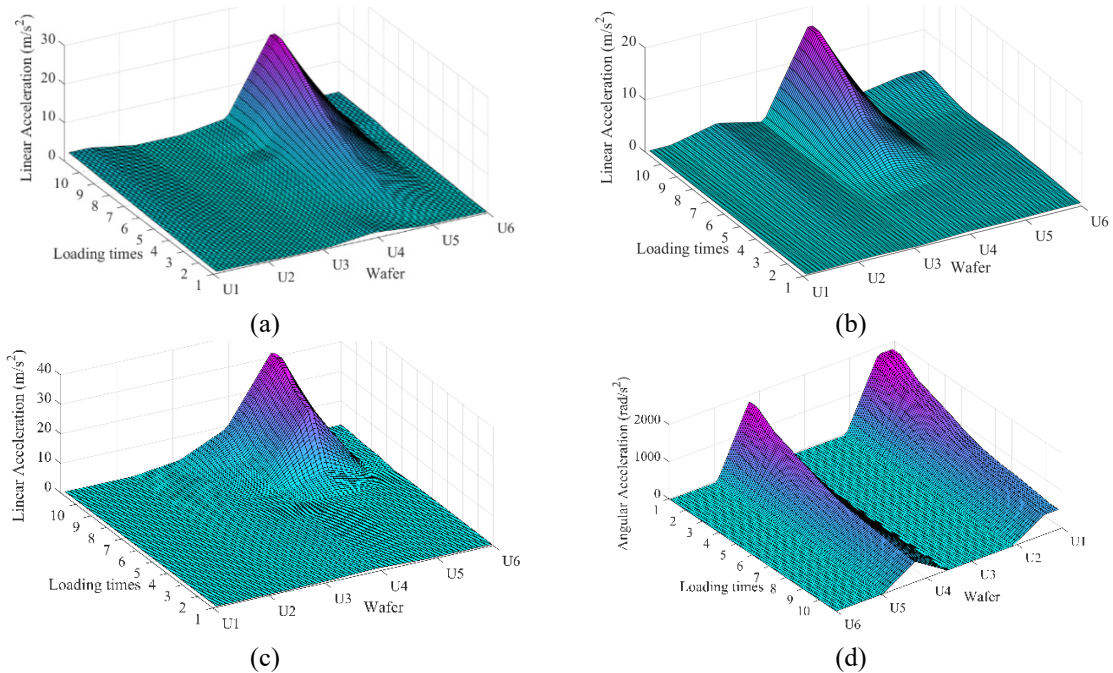 Linear Acceleration (m/s²)
30
20
10
0
10
9
8
7
6
5
4
3
2
1
Loading times
U1
U2
U3
U4
U5
U6
Wafer
(a)
Linear Acceleration (m/s²)
20
10
0
10
9
8
7
6
5
4
3
2
1
Loading times
U1
U2
U3
U4
U5
U6
Wafer
(b)
Linear Acceleration (m/s²)
40
30
20
10
0
10
9
8
7
6
5
4
3
2
1
Loading times
U1
U2
U3
U4
U5
U6
Wafer
(c)
Angular Acceleration (rad/s²)
2000
1000
0
1
2
3
4
5
6
7
8
9
10
Loading times
U6
U5
U4
U3
U2
U1
Wafer
(d)